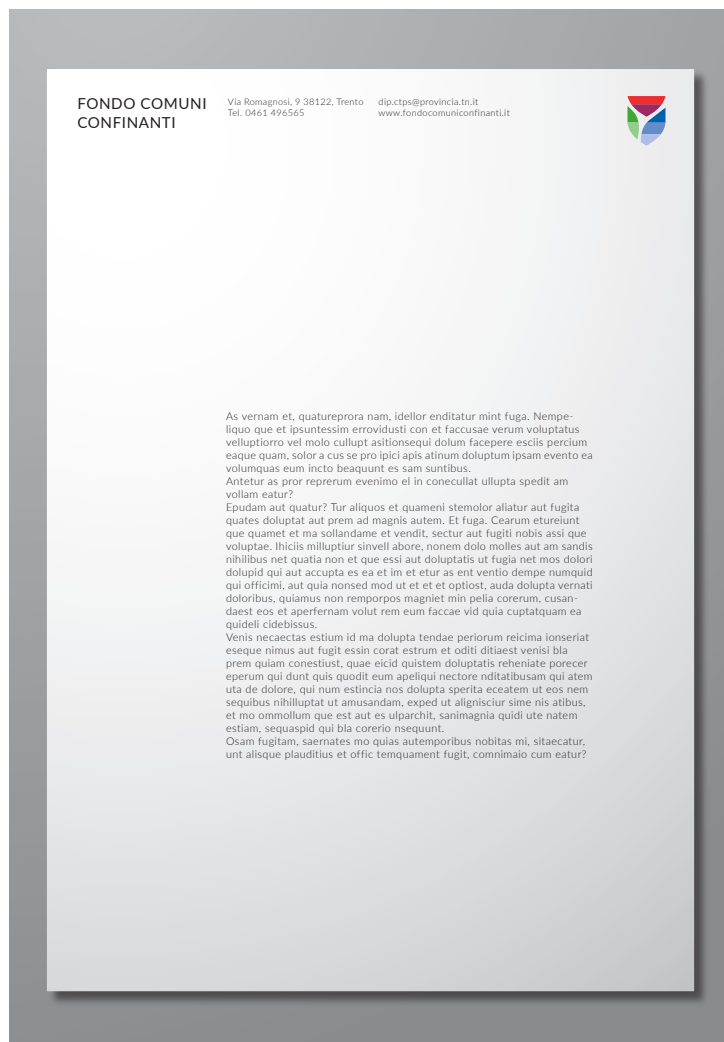 FONDO COMUNI
CONFINANTI
Via Romagnosi, 9 38122, Trento
Tel. 0461 496565
dip.ctps@provincia.tn.it
www.fondocomuniconfinanti.it
As vernam et, quatureprora nam, idellor enditatur mint fuga. Nempe-
liquo que et ipsuntessim errovidusti con et faccusae verum voluptatus
velluptiorro vel molo cullupt asitionsequi dolum facepere esciis percium
eaque quam, solor a cus se pro ipici apis atinum doluptum ipsam evento ea
volumquas eum incto beaquunt es sam suntibus.
Antetur as pror reprerum evenimo el in conecullat ullupta spedit am
vollam eatur?
Epudam aut quatur? Tur aliquos et quameni stemolor aliatur aut fugita
quates doluptat aut prem ad magnis autem. Et fuga. Cearum etureiunt
que quamet et ma sollandame et vendit, sectur aut fugiti nobis assi que
voluptae. Ihiciis milluptiur sinvell abore, nonem dolo molles aut am sandis
nihilibus net quatia non et que essi aut doluptatis ut fugia net mos dolori
dolupid qui aut accupta es ea et im et etur as ent ventio dempe numquid
qui officimi, aut quia nonsed mod ut et et et optiost, auda dolupta vernati
doloribus, quiamus non remporpos magniet min pelia corerum, cusan-
daest eos et aperfernam volut rem eum faccae vid quia cuptatquam ea
quideli cidebissus.
Venis necaectas estium id ma dolupta tendae periorum reicima ionseriat
eseque nimus aut fugit essin corat estrum et oditi ditiaest venisi bla
prem quiam conestiust, quae eicid quistem doluptatis reheniate porecer
eperum qui dunt quis quodit eum apeliqui nectore nditatibusam qui atem
uta de dolore, qui num estincia nos dolupta sperita eceatem ut eos nem
sequibus nihilluptat ut amusandam, exped ut alignisciur sime nis atibus,
et mo ommollum que est aut es ulparchit, sanimagnia quidi ute natem
estiam, sequaspid qui bla corerio nsequunt.
Osam fugitam, saernates mo quias autemporibus nobitas mi, sitaecatur,
unt alisque plauditius et offic temquament fugit, comnimaio cum eatur?